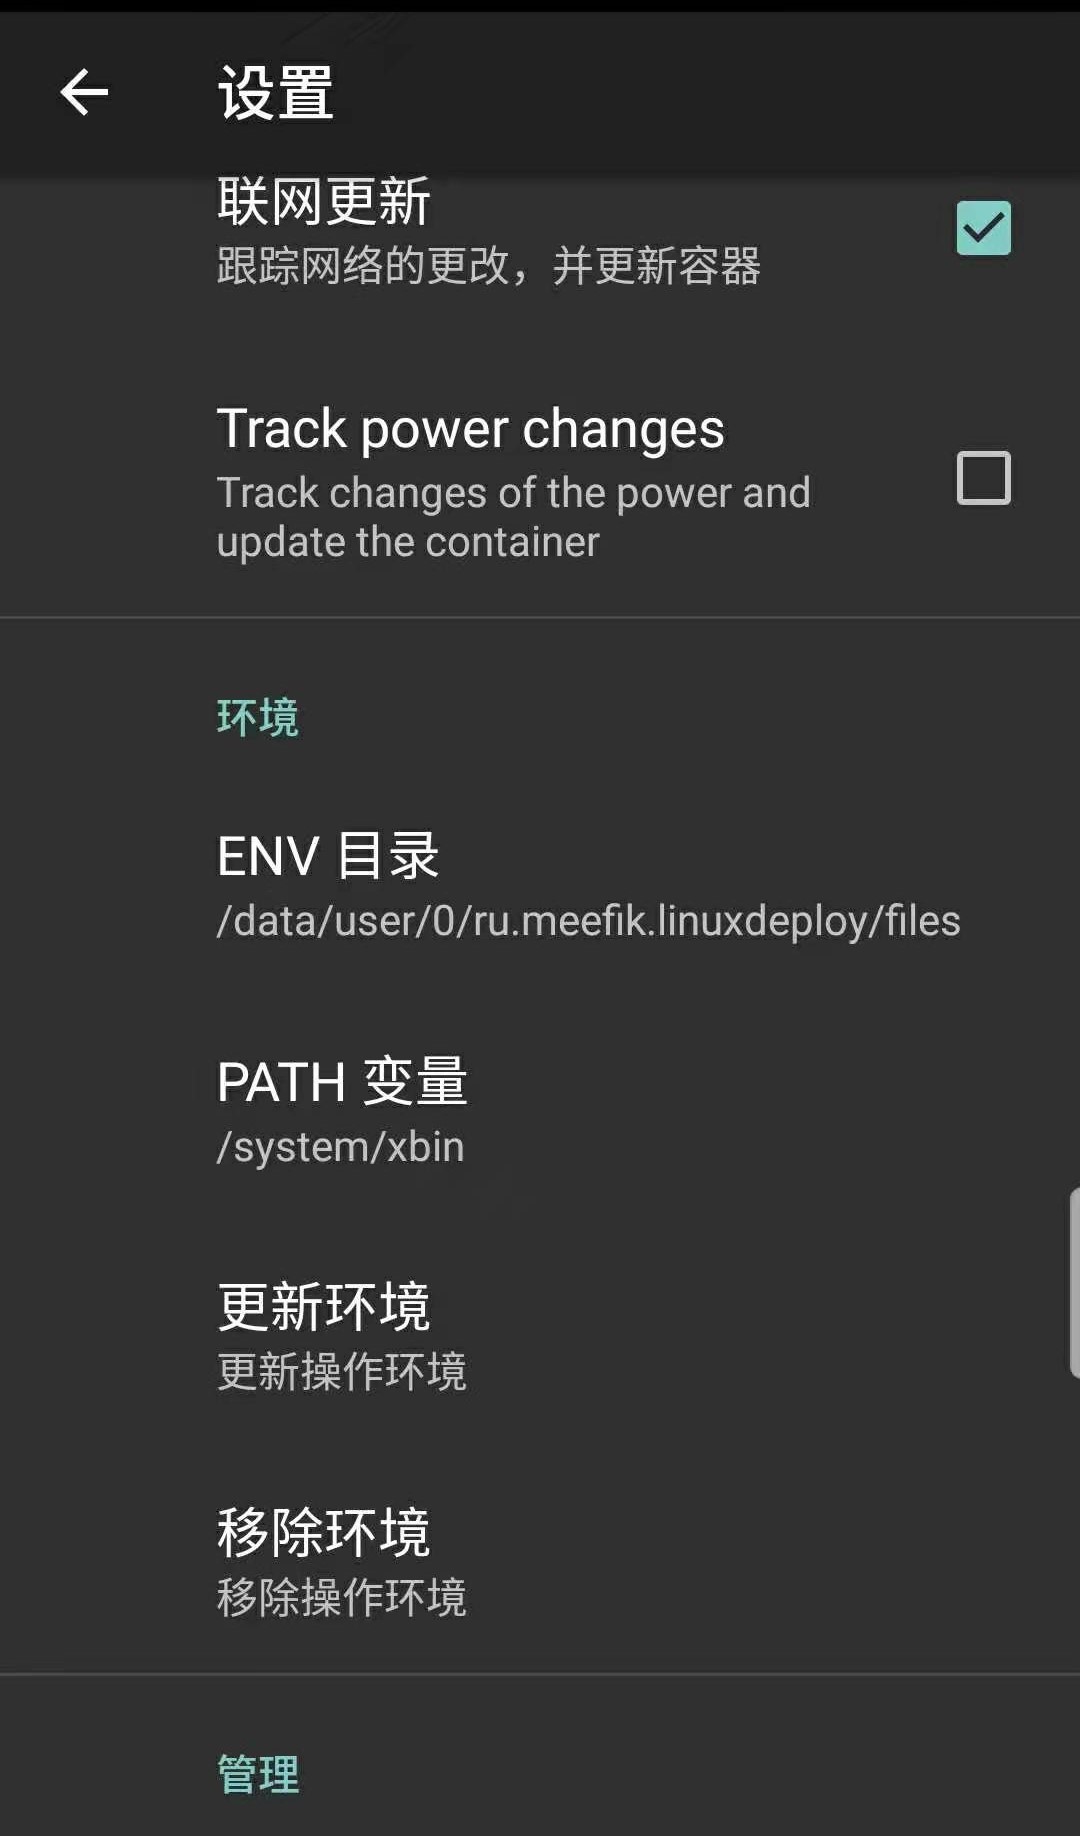 设置
联网更新
跟踪网络的更改，并更新容器
Track power changes
Track changes of the power and
update the container
环境
ENV 目录
/data/user/0/ru.meefik.linuxdeploy/files
PATH 变量
/system/xbin
更新环境
更新操作环境
移除环境
移除操作环境
管理